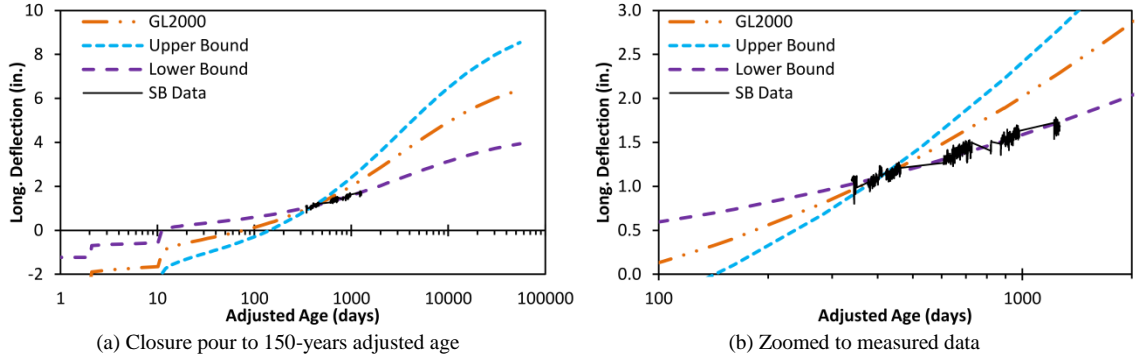 10
8
6
4
2
0
-2
Long. Deflection (in.)
GL2000
Upper Bound
Lower Bound
SB Data
1 10 100 1000 10000 100000
Adjusted Age (days)
(a) Closure pour to 150-years adjusted age
3.0
2.5
2.0
1.5
1.0
0.5
0.0
Long. Deflection (in.)
GL2000
Upper Bound
Lower Bound
SB Data
100 1000
Adjusted Age (days)
(b) Zoomed to measured data